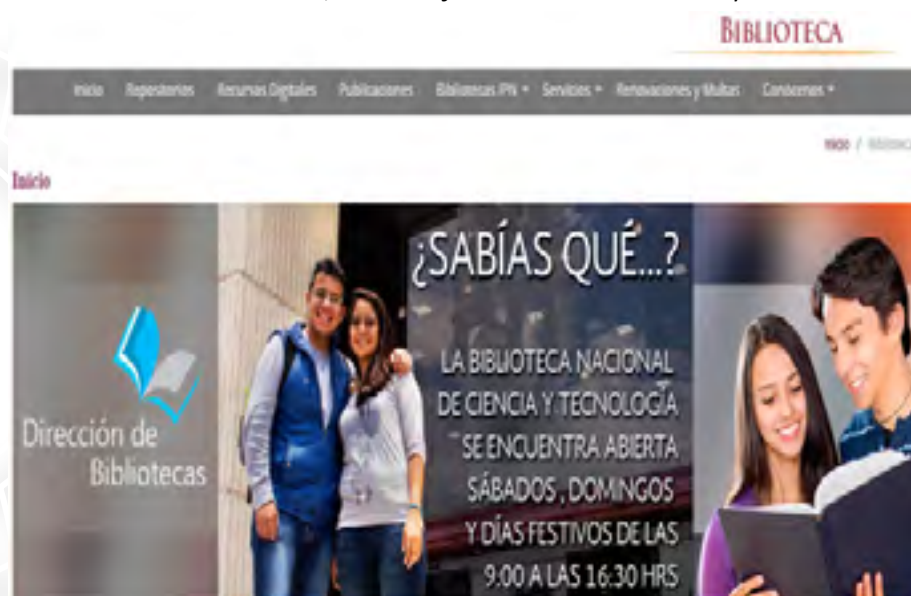 BIBLIOTECA
Inicio Repositorios Recursos Digitales Publicaciones Bibliotecas IPN Servicios Renovaciones y Multas Conócenos
Inicio / Biblioteca
Inicio
¿SABÍAS QUÉ...?
LA BIBLIOTECA NACIONAL
DE CIENCIA Y TECNOLOGÍA
SE ENCUENTRA ABIERTA
SÁBADOS , DOMINGOS
Y DÍAS FESTIVOS DE LAS
9:00 A LAS 16:30 HRS
Dirección de
Bibliotecas